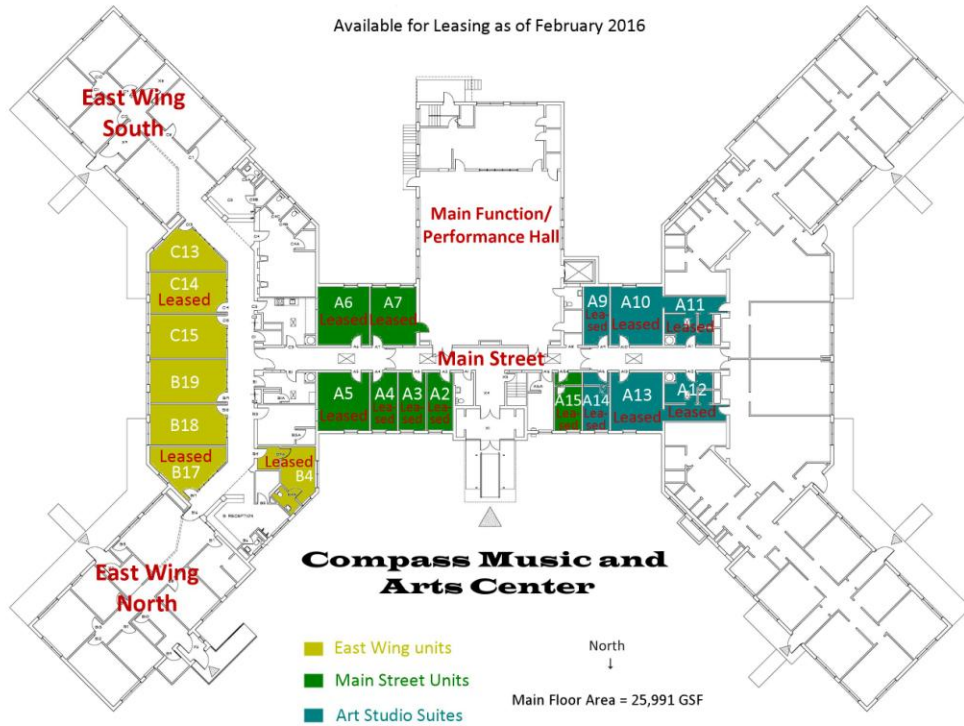 Available for Leasing as of February 2016
East Wing
South
Main Function/
Performance Hall
C13
C14
Leased
C15
B19
B18
Leased
B17
Leased
B4
A6
Leased
A7
Leased
A9
Lea-
sed
A10
Leased
A11
Leased
Main Street
A5
Leased
A4
Lea-
sed
A3
Lea-
sed
A2
Lea-
sed
A15
Lea-
sed
A14
Lea-
sed
A13
Leased
A12
Leased
RECEPTION
East Wing
North
Compass Music and
Arts Center
East Wing units
Main Street Units
Art Studio Suites
North
↓
Main Floor Area = 25,991 GSF